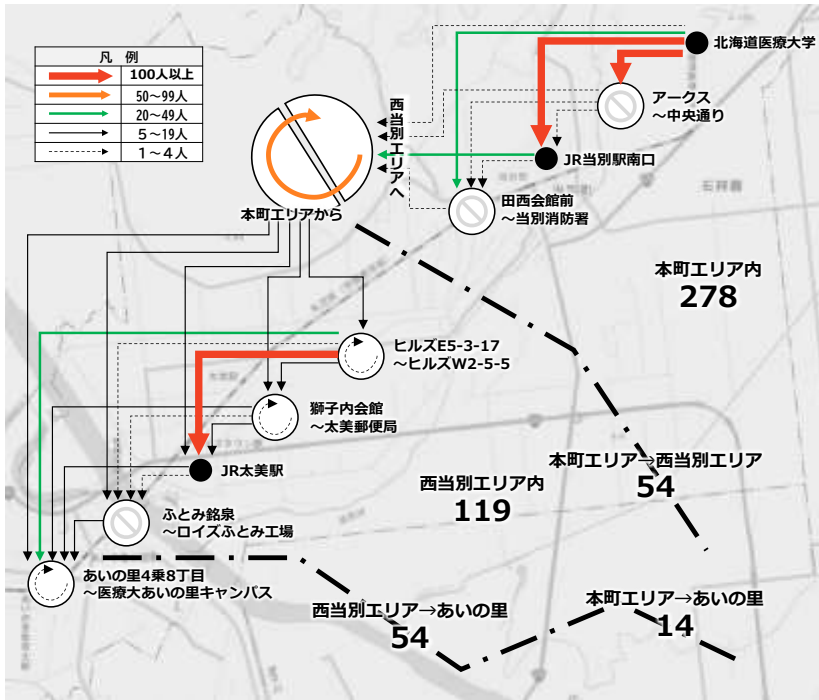 凡 例
100人以上
50～99人
20～49人
5～19人
1～4人
北海道医療大学
アークス
～中央通り
JR当別駅南口
田西会館前
～当別消防署
西当別エリアへ
本町エリアから
本町エリア内
278
ヒルズE5-3-17
～ヒルズW2-5-5
獅子内会館
～太美郵便局
JR太美駅
本町エリア→西当別エリア
54
西当別エリア内
119
ふとみ銘泉
～ロイズふとみ工場
あいの里4乗8丁目
～医療大あいの里キャンパス
西当別エリア→あいの里
54
本町エリア→あいの里
14